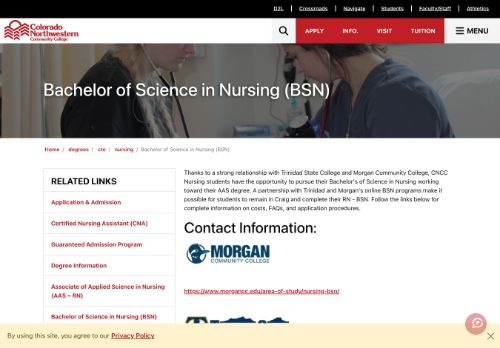 D2L | Crossroads | Navigate | Students | Faculty/Staff | Athletics
Colorado
Northwestern
Community College
APPLY INFO. VISIT TUITION MENU
Bachelor of Science in Nursing (BSN)
Home / degrees / cte / nursing / Bachelor of Science in Nursing (BSN)
RELATED LINKS
Application & Admission
Certified Nursing Assistant (CNA)
Guaranteed Admission Program
Degree Information
Associate of Applied Science in Nursing
(AAS – RN)
Bachelor of Science in Nursing (BSN)
Thanks to a strong relationship with Trinidad State College and Morgan Community College, CNCC
Nursing students have the opportunity to pursue their Bachelor's of Science in Nursing working
toward their AAS degree. A partnership with Trinidad and Morgan's online BSN programs make it
possible for students to remain in Craig and complete their RN - BSN. Follow the links below for
complete information on costs, FAQs, and application procedures.
Contact Information:
MORGAN
COMMUNITY COLLEGE
https://www.morgancc.edu/area-of-study/nursing-bsn/
By using this site, you agree to our Privacy Policy